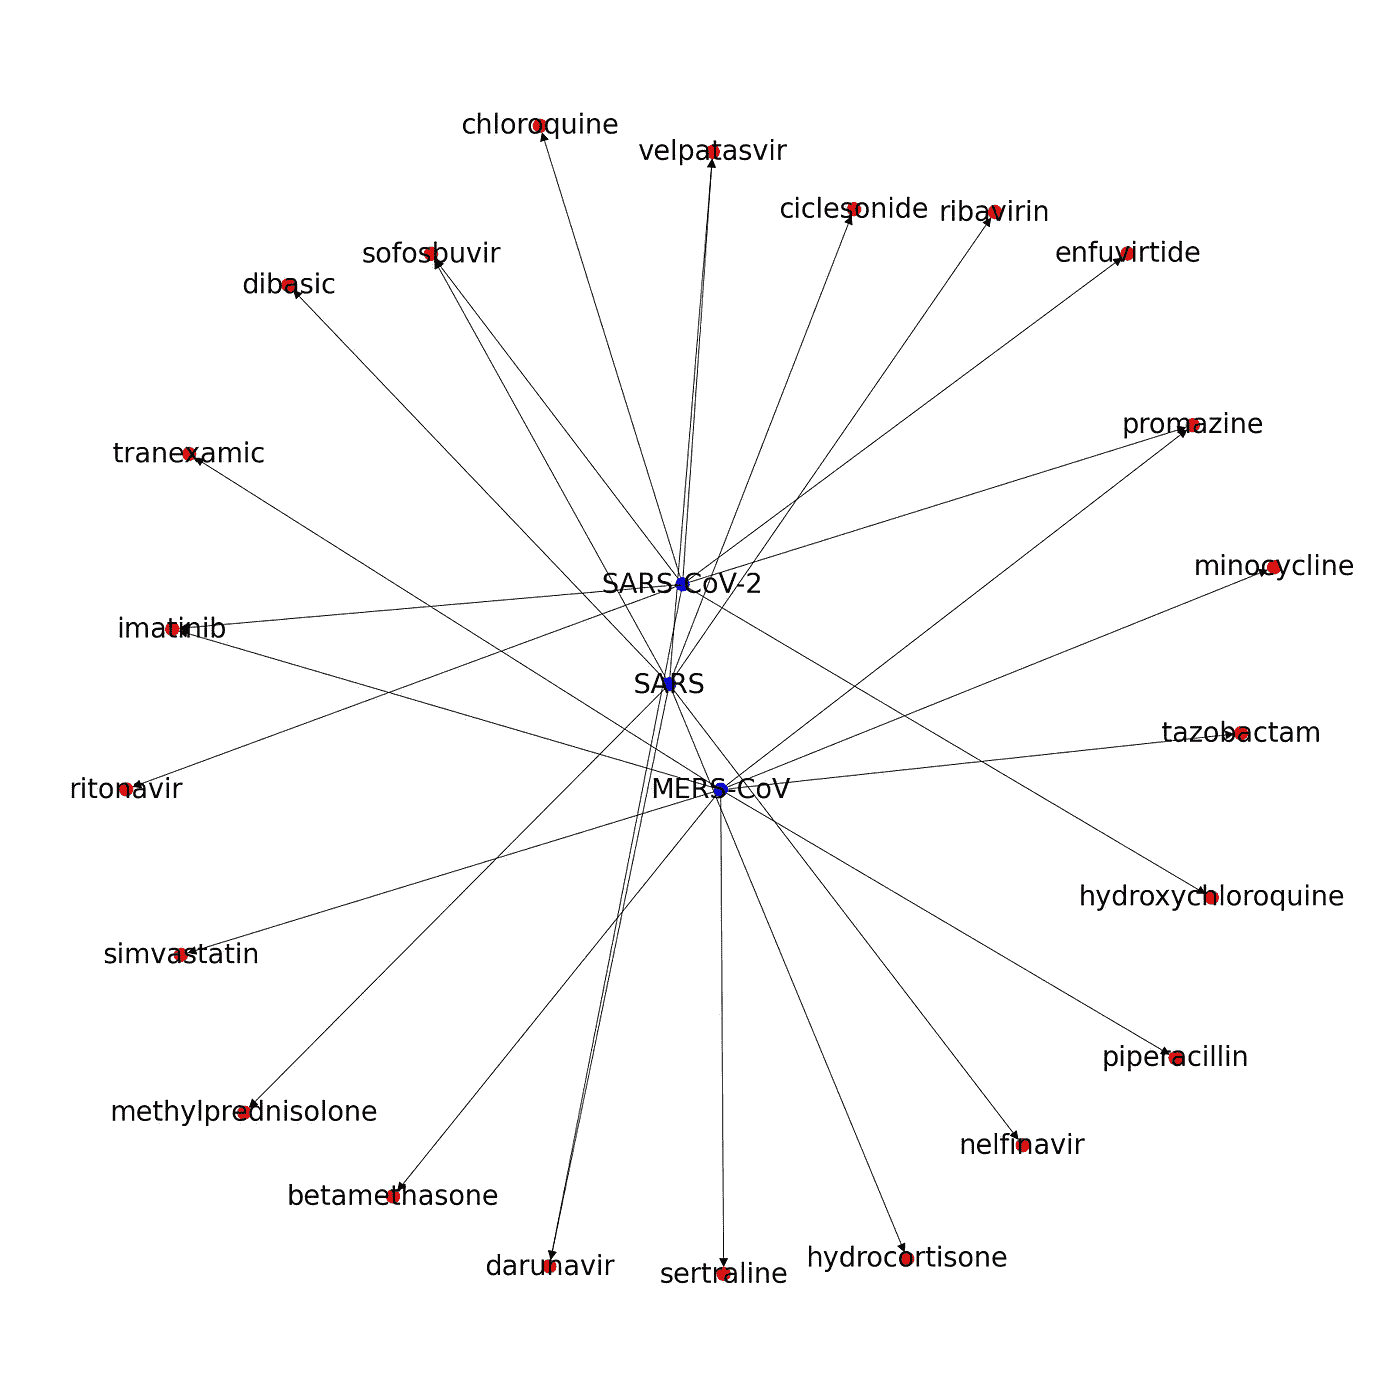 chloroquine
velpatasvir
ciclesonide
ribavirin
enfuvirtide
sofosbuvir
dibasic
promazine
tranexamic
minocycline
SARS-CoV-2
imatinib
SARS
tazobactam
MERS-CoV
ritonavir
hydroxychloroquine
simvastatin
piperacillin
methylprednisolone
nelfinavir
betamethasone
hydrocortisone
darunavir
sertraline